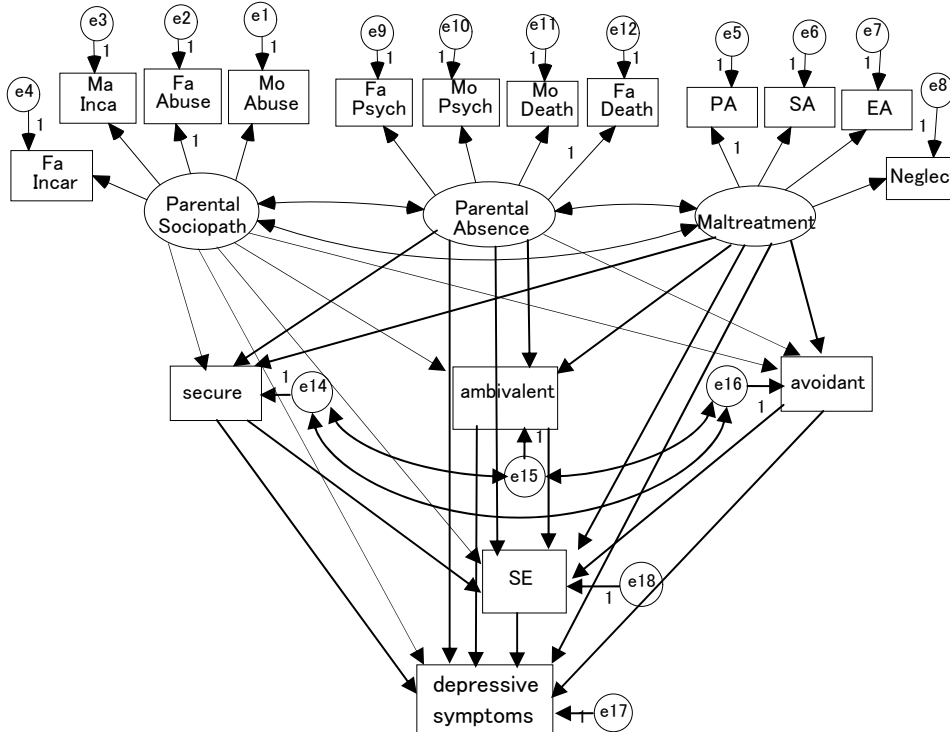 e3
e2
e1
e9
e10
e11
e12
e5
e6
e7
e8
e4
1
1
1
1
1
1
1
1
1
1
1
1
Ma
Inca
Fa
Abuse
Mo
Abuse
Fa
Psych
Mo
Psych
Mo
Death
Fa
Death
PA
SA
EA
Neglec
Fa
Incar
1
1
1
Parental
Sociopath
Parental
Absence
Maltreatment
secure
1
e14
ambivalent
1
e15
e16
1
avoidant
SE
1
e18
depressive
symptoms
1
e17